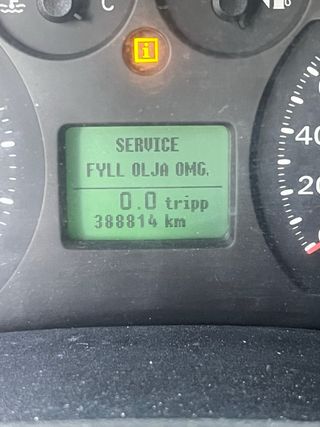 C
i
SERVICE
FYLL OLJA OMG.
0.0 tripp
388814 km